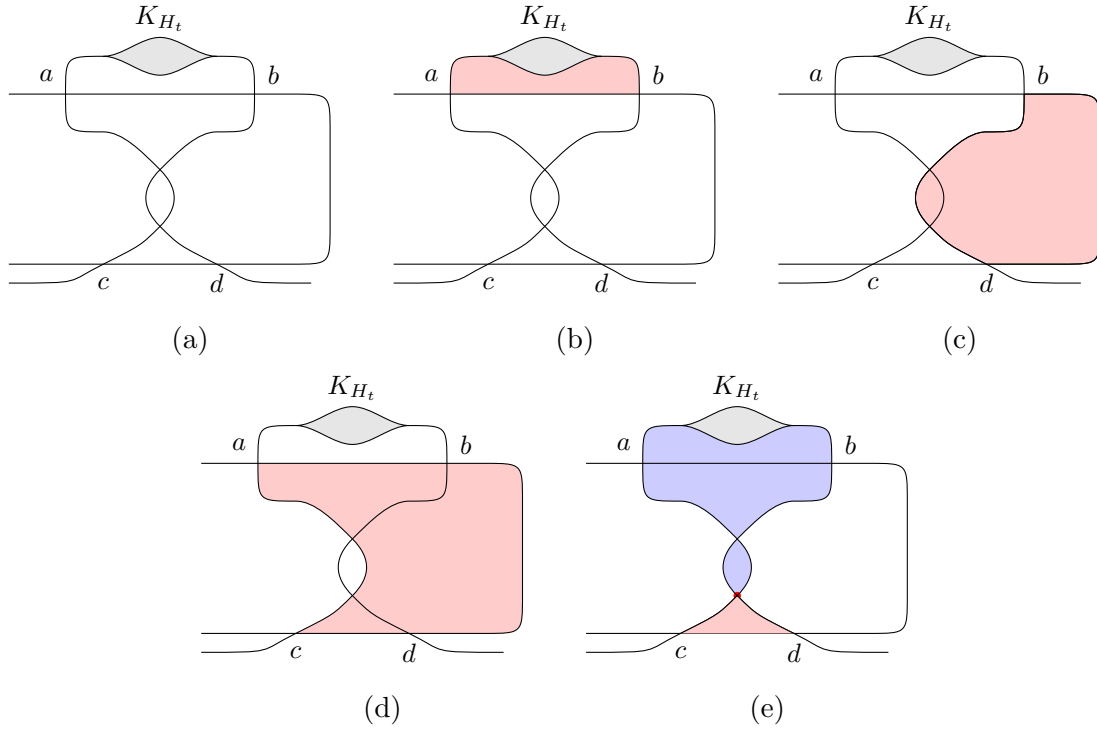 $K_{H_t}$ $K_{H_t}$ $K_{H_t}$
a b a b a b
c d c d c d
(a) (b) (c)
$K_{H_t}$ $K_{H_t}$
a b a b
c d c d
(d) (e)